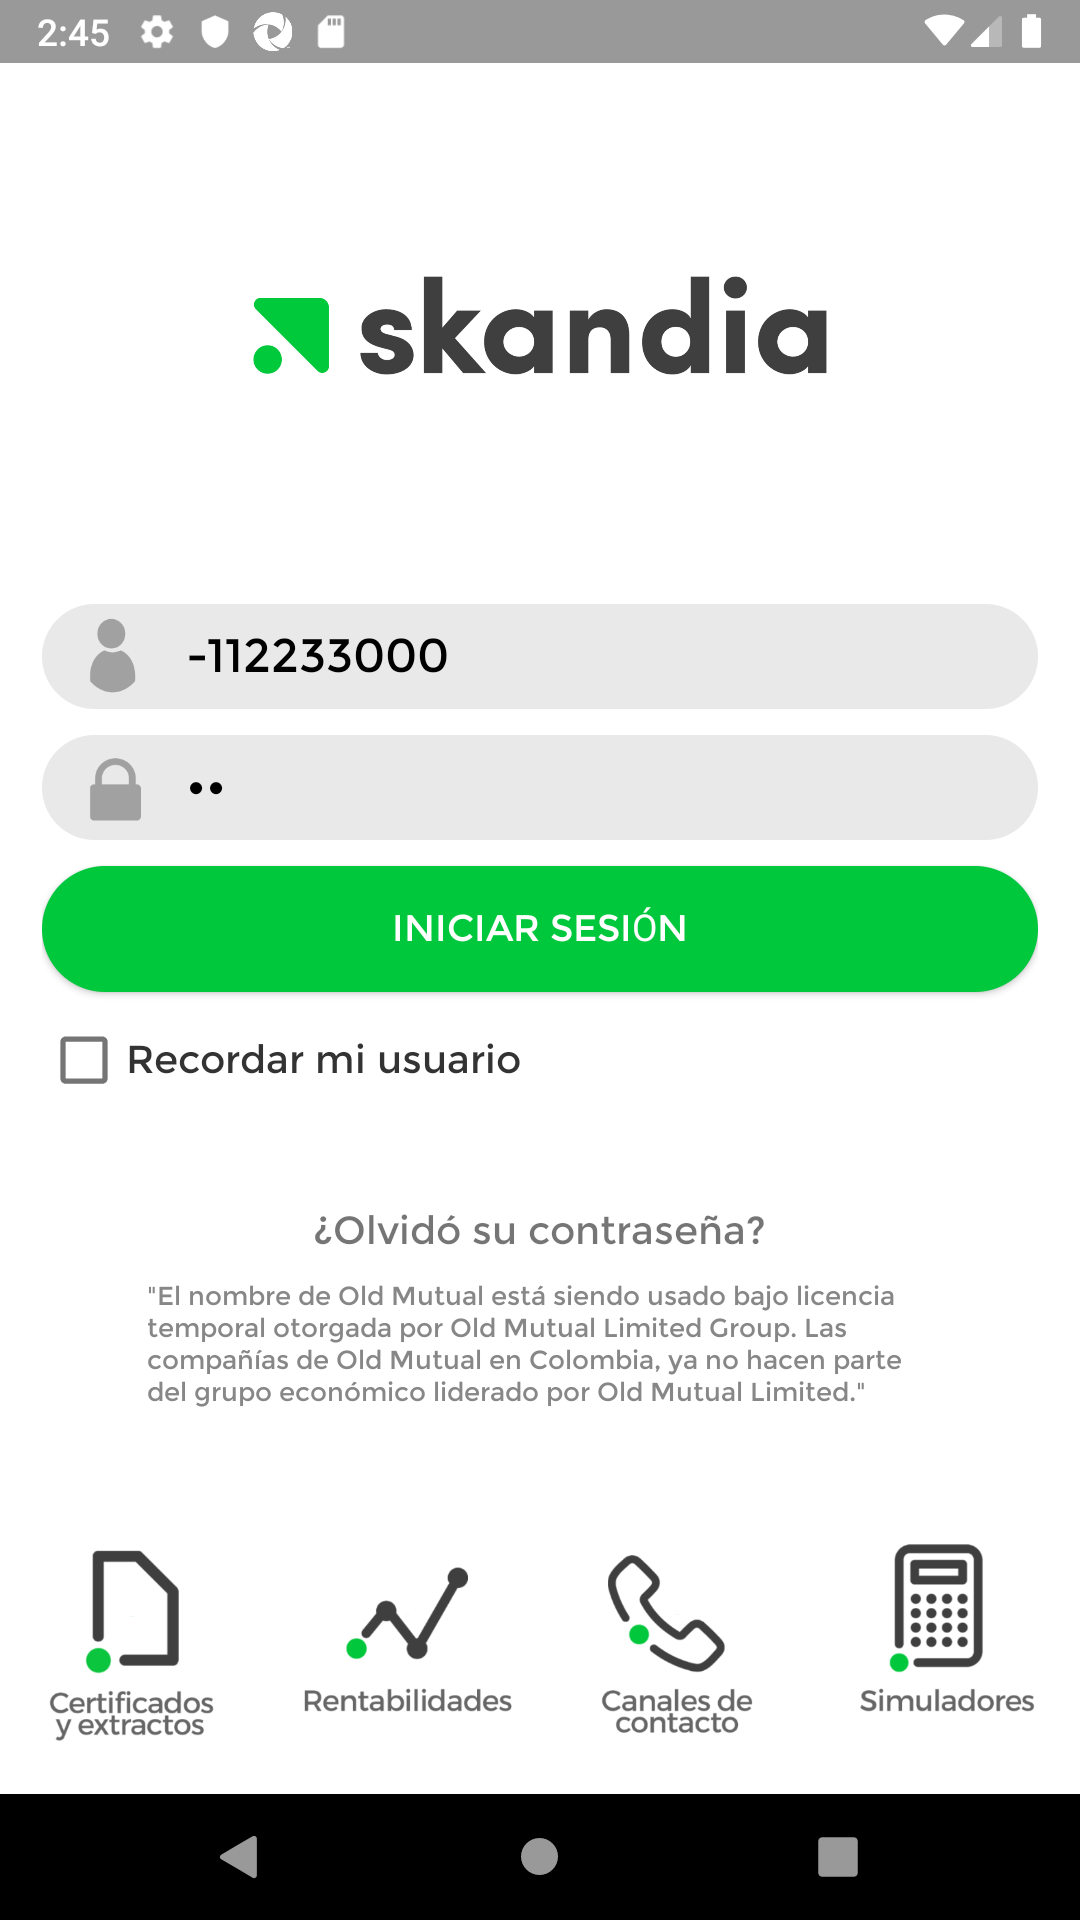 2:45
skandia
-112233000
••
INICIAR SESIÓN
Recordar mi usuario
¿Olvidó su contraseña?
"El nombre de Old Mutual está siendo usado bajo licencia
temporal otorgada por Old Mutual Limited Group. Las
compañías de Old Mutual en Colombia, ya no hacen parte
del grupo económico liderado por Old Mutual Limited."
Certificados
y extractos
Rentabilidades
Canales de
contacto
Simuladores